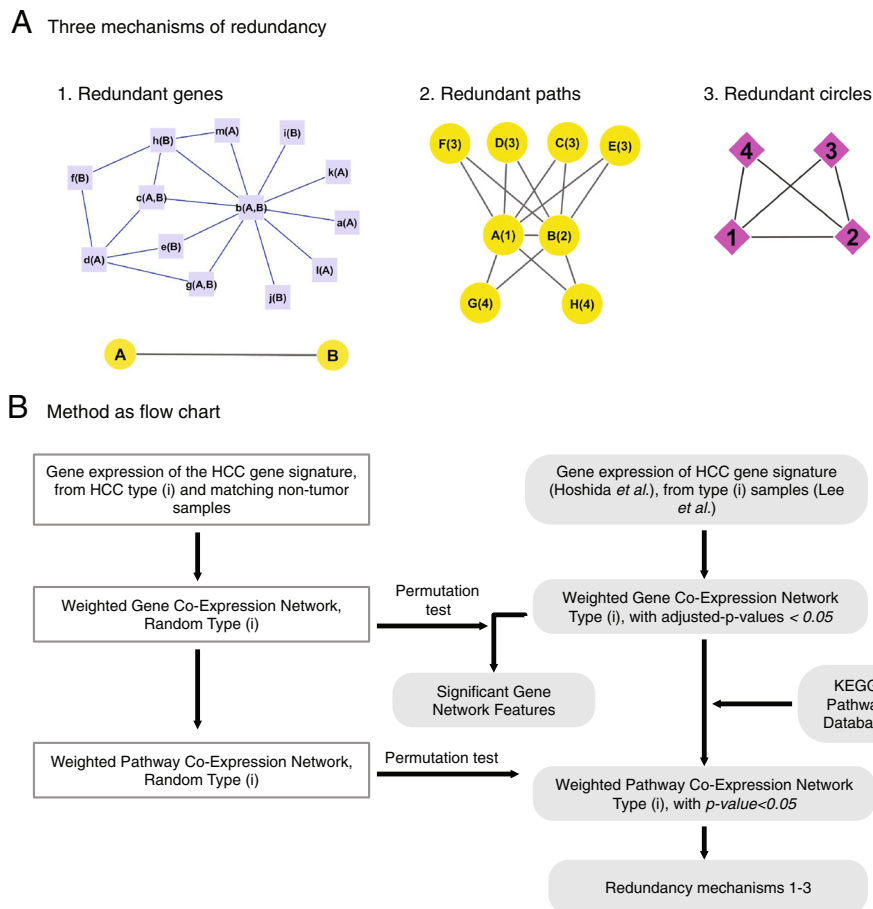 A Three mechanisms of redundancy
1. Redundant genes
2. Redundant paths
3. Redundant circles
m(A)
i(B)
h(B)
f(B)
k(A)
c(A,B)
b(A,B)
a(A)
e(B)
d(A)
l(A)
g(A,B)
j(B)
A
B
F(3)
D(3)
C(3)
E(3)
A(1)
B(2)
G(4)
H(4)
4
3
1
2
B Method as flow chart
Gene expression of the HCC gene signature,
from HCC type (i) and matching non-tumor
samples
Gene expression of HCC gene signature
(Hoshida et al.), from type (i) samples (Lee
et al.)
Weighted Gene Co-Expression Network,
Random Type (i)
Permutation
test
Weighted Gene Co-Expression Network
Type (i), with adjusted-p-values < 0.05
Significant Gene
Network Features
KEGG
Pathwa
Databa
Weighted Pathway Co-Expression Network,
Random Type (i)
Permutation test
Weighted Pathway Co-Expression Network
Type (i), with p-value<0.05
Redundancy mechanisms 1-3